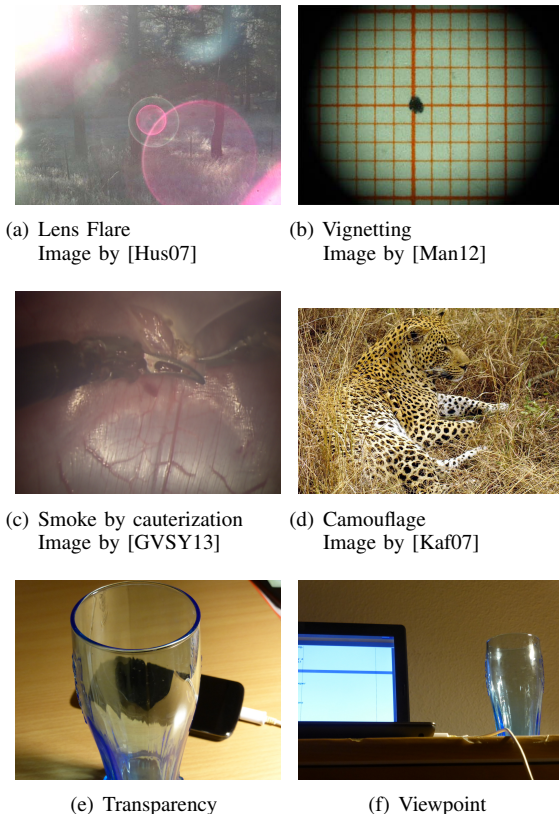 (a) Lens Flare
Image by [Hus07]
(b) Vignetting
Image by [Man12]
(c) Smoke by cauterization
Image by [GVSY13]
(d) Camouflage
Image by [Kaf07]
(e) Transparency
(f) Viewpoint